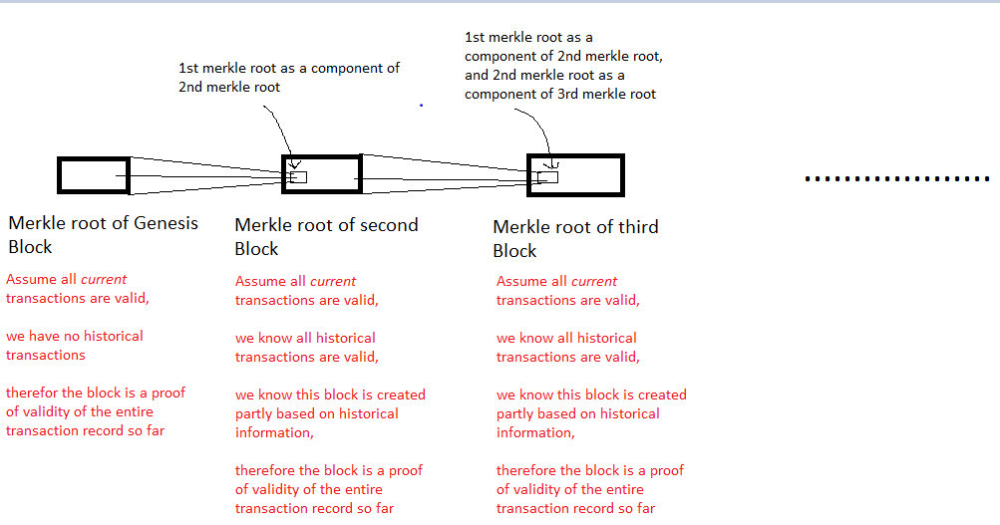 1st merkle root as a component of
2nd merkle root
1st merkle root as a
component of 2nd merkle root,
and 2nd merkle root as a
component of 3rd merkle root
Merkle root of Genesis
Block
Assume all current
transactions are valid,
we have no historical
transactions
therefor the block is a proof
of validity of the entire
transaction record so far
Merkle root of second
Block
Assume all current
transactions are valid,
we know all historical
transactions are valid,
we know this block is created
partly based on historical
information,
therefore the block is a proof
of validity of the entire
transaction record so far
Merkle root of third
Block
Assume all current
transactions are valid,
we know all historical
transactions are valid,
we know this block is created
partly based on historical
information,
therefore the block is a proof
of validity of the entire
transaction record so far